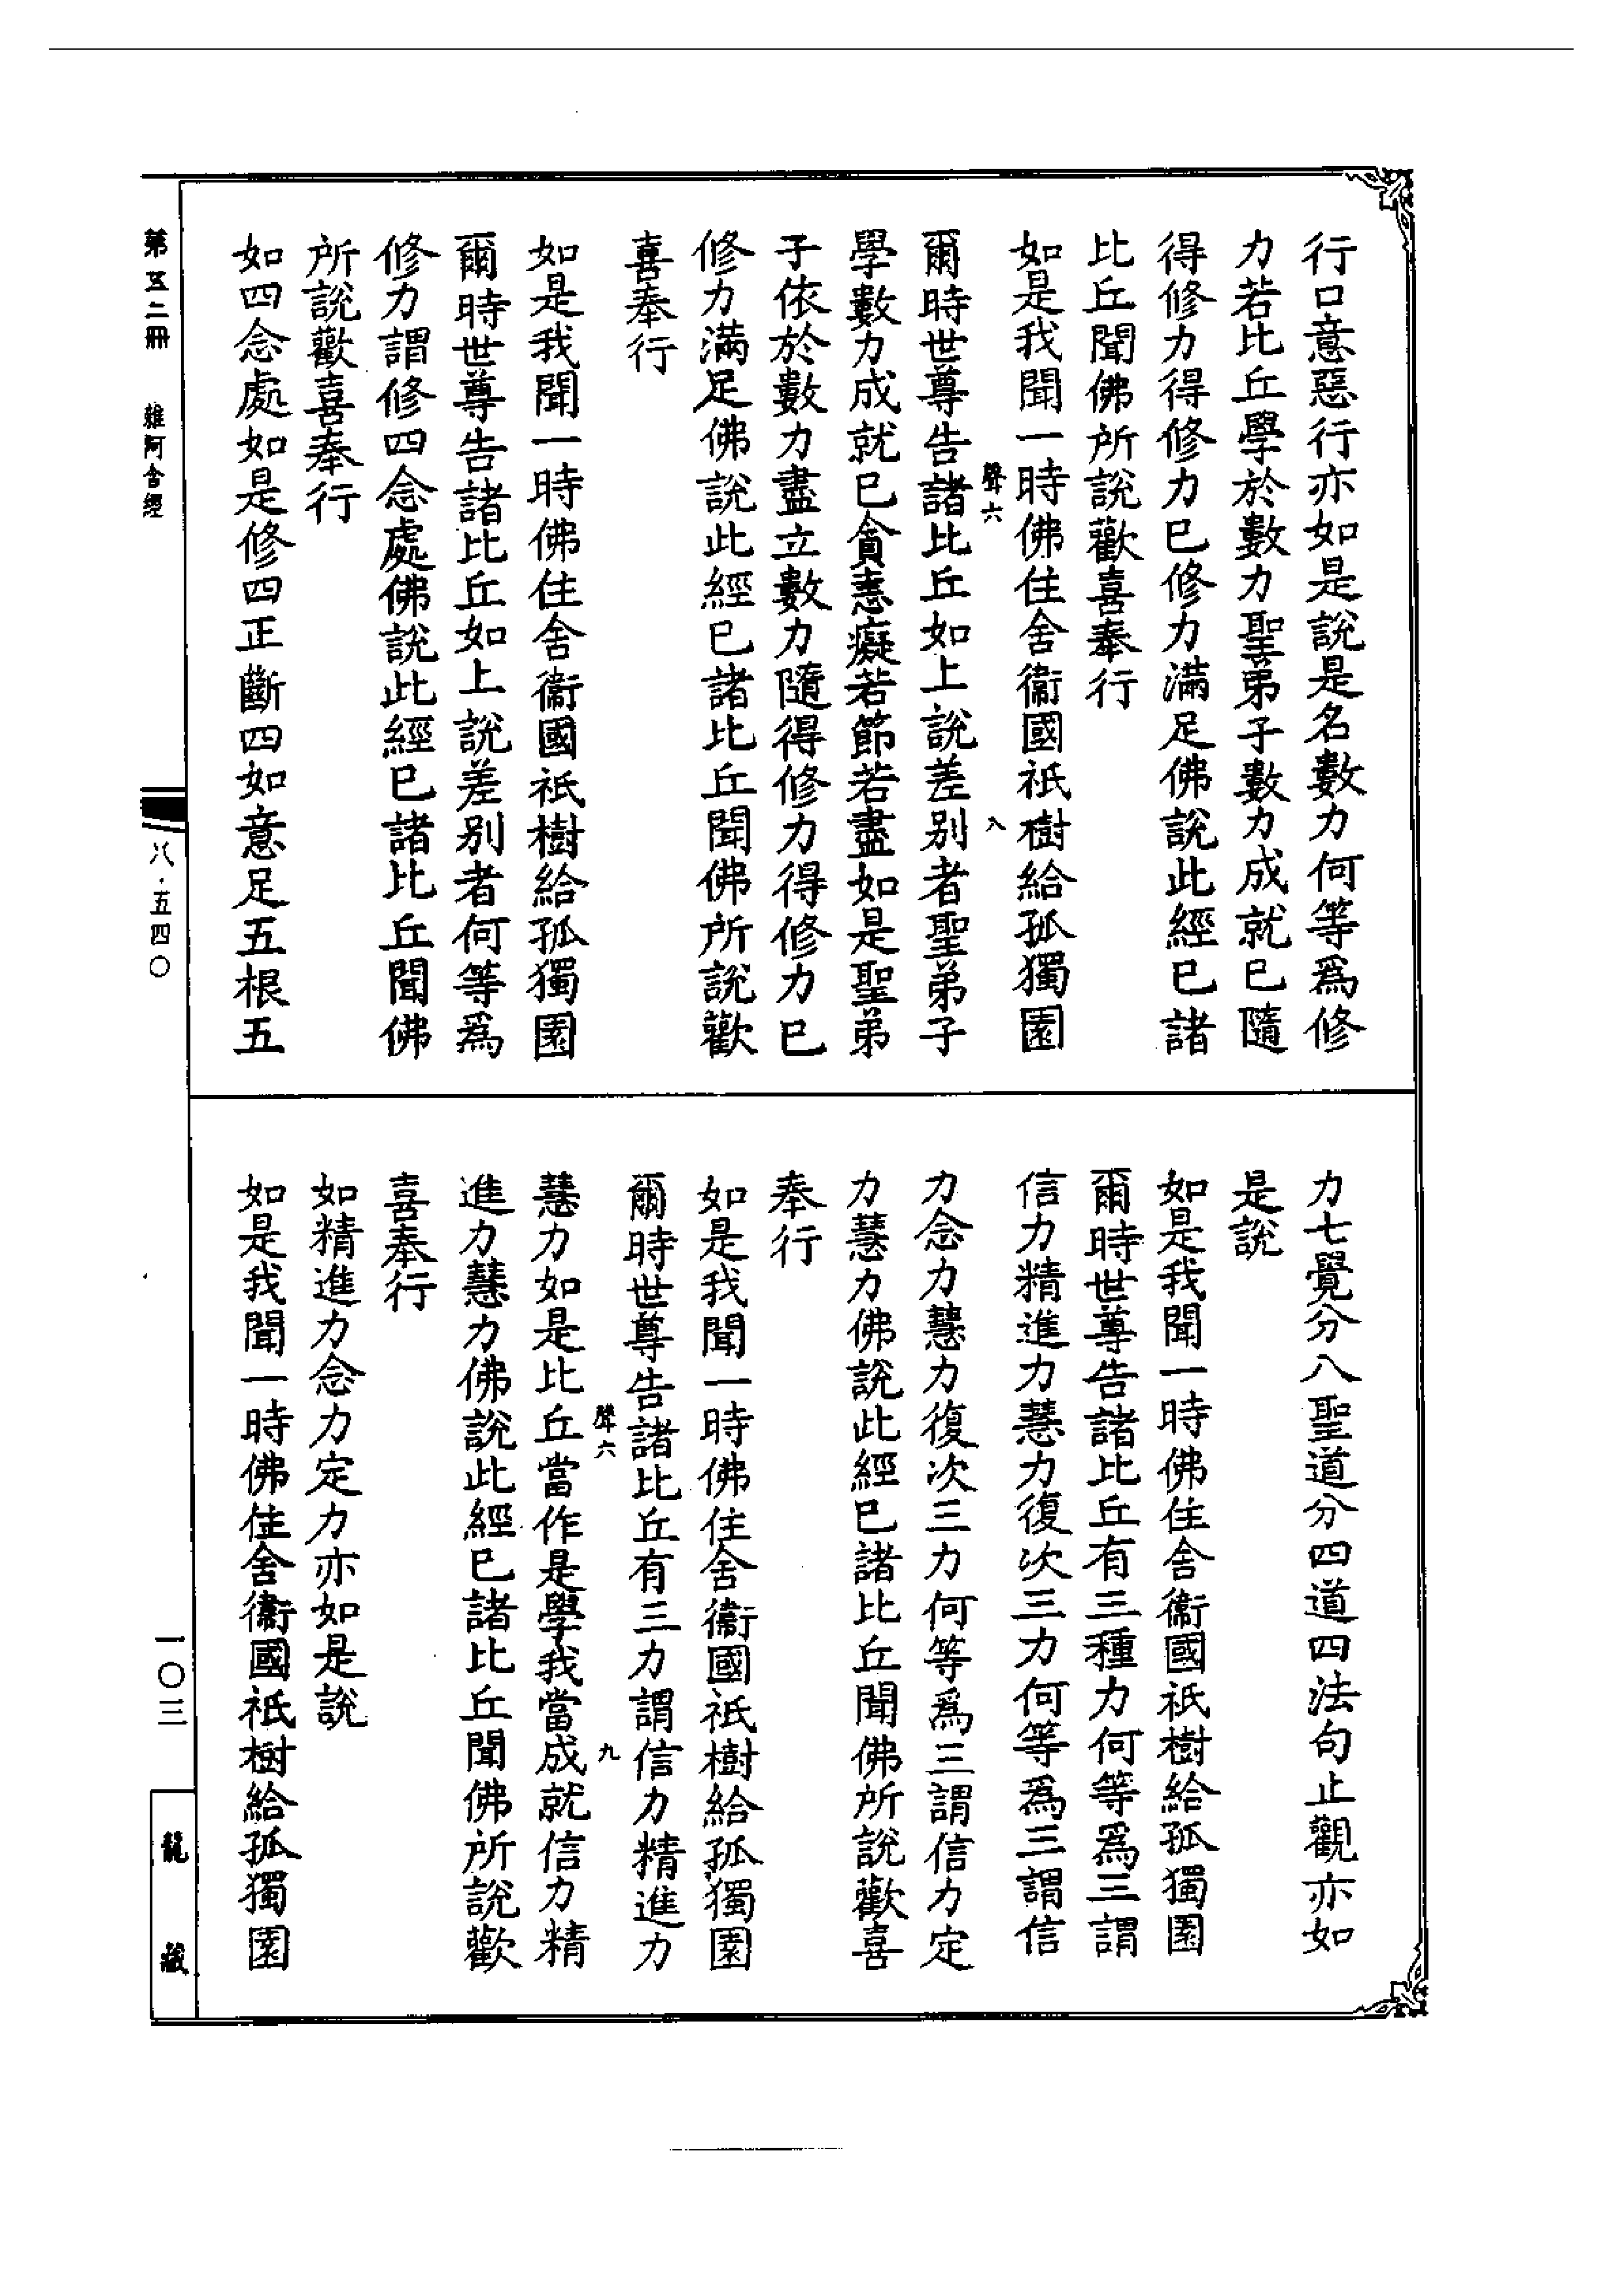 行口意惡行亦如是說是名數力何等爲修
力若比丘學於數力聖弟子數力成就已隨
得修力得修力已修力滿足佛說此經已諸
比丘聞佛所說歡喜奉行
如是我聞一時佛住舍衞國祇樹給孤獨園
聲六
八
爾時世尊告諸比丘如上說差別者聖弟子
學數力成就已貪恚癡若節若盡如是聖弟
子依於數力盡立數力隨得修力得修力已
修力滿足佛說此經已諸比丘聞佛所說歡
喜奉行
如是我聞一時佛住舍衞國祇樹給孤獨園
爾時世尊告諸比丘如上說差別者何等爲
修力謂修四念處佛說此經已諸比丘聞佛
所說歡喜奉行
如四念處如是修四正斷四如意足五根五
力七覺分八聖道分四道四法句止觀亦如
是說
如是我聞一時佛住舍衞國祇樹給孤獨園
爾時世尊告諸比丘有三種力何等爲三謂
信力精進力慧力復次三力何等爲三謂信
力念力慧力復次三力何等爲三謂信力定
力慧力佛說此經已諸比丘聞佛所說歡喜
奉行
如是我聞一時佛住舍衞國祇樹給孤獨園
爾時世尊告諸比丘有三力謂信力精進力
聲六
九
慧力如是比丘當作是學我當成就信力精
進力慧力佛說此經已諸比丘聞佛所說歡
喜奉行
如精進力念力定力亦如是說
如是我聞一時佛住舍衞國祇樹給孤獨園
第五二冊 雜阿含經
八·五四〇
一〇三
龍藏